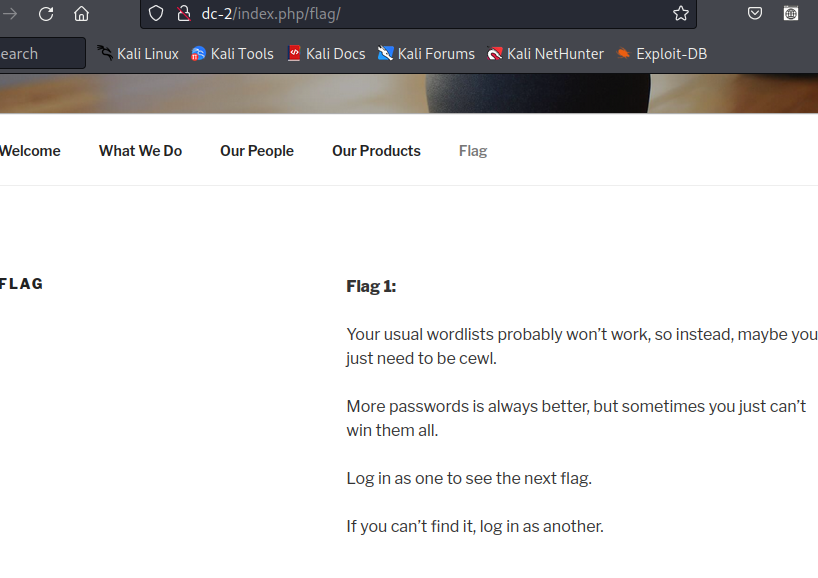 dc-2/index.php/flag/
earch
Kali Linux
Kali Tools
Kali Docs
Kali Forums
Kali NetHunter
Exploit-DB
Welcome
What We Do
Our People
Our Products
Flag
FLAG
Flag 1:
Your usual wordlists probably won’t work, so instead, maybe you
just need to be cewl.
More passwords is always better, but sometimes you just can’t
win them all.
Log in as one to see the next flag.
If you can’t find it, log in as another.